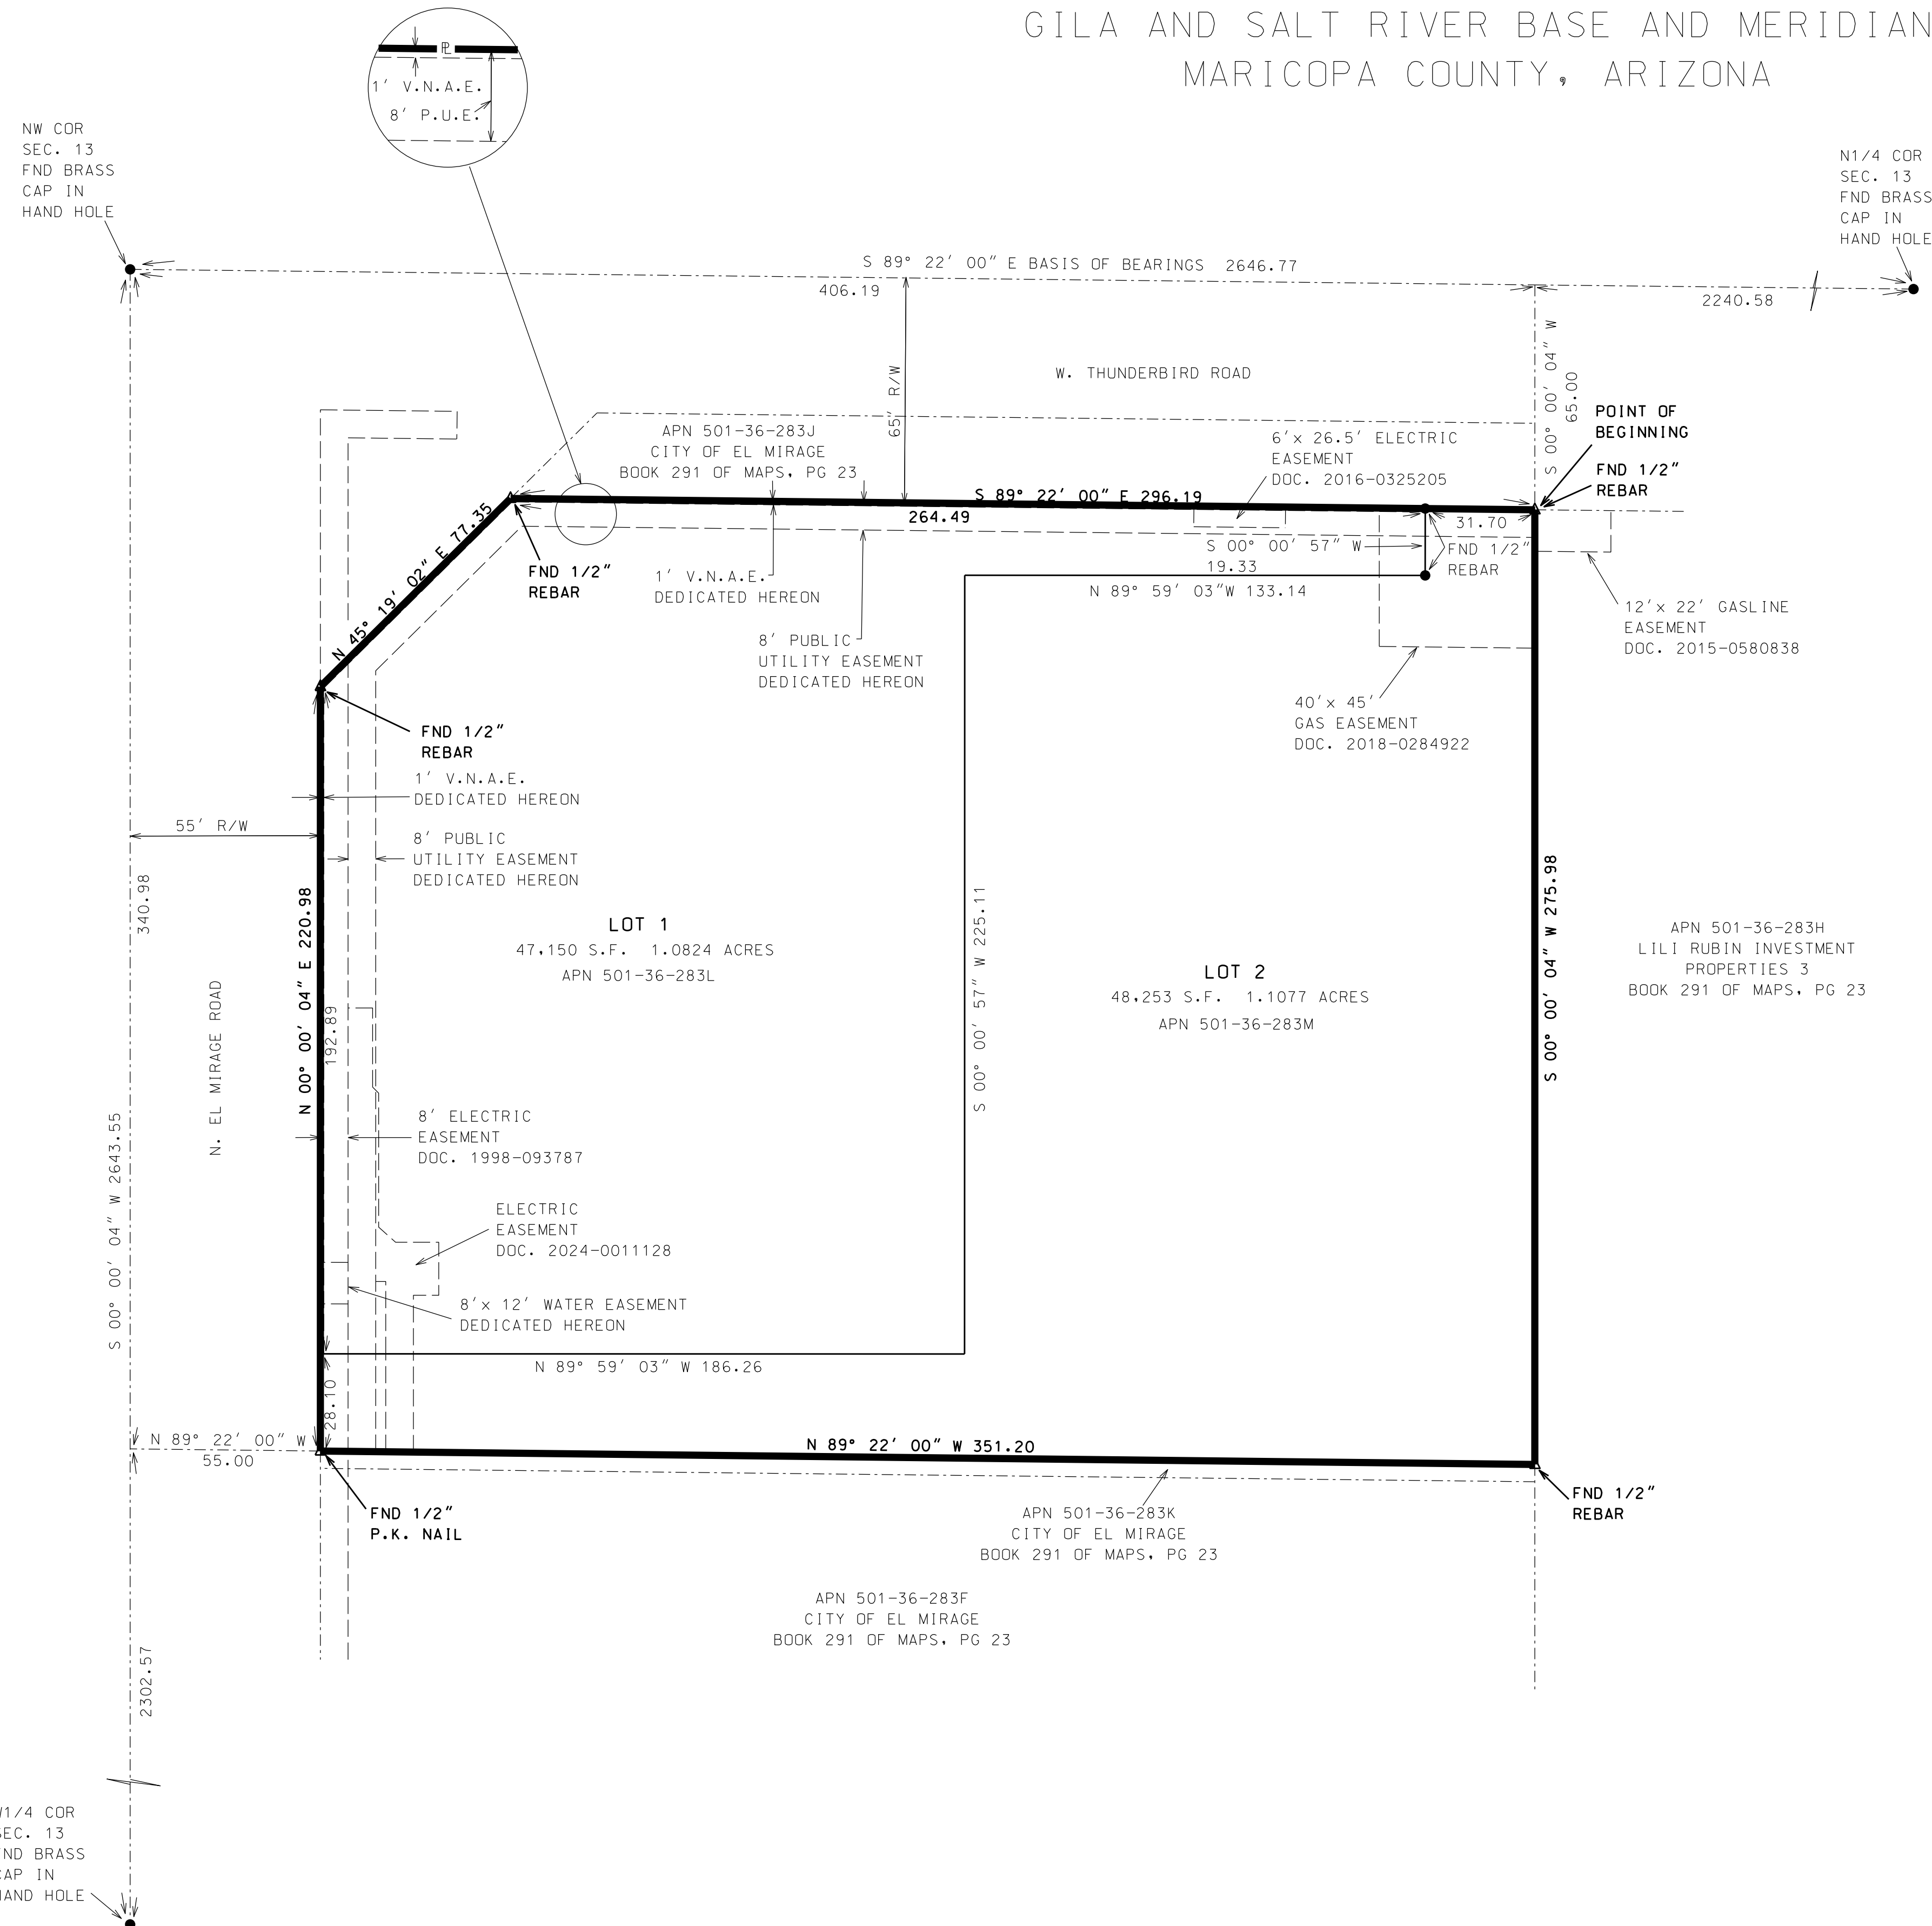 GILA AND SALT RIVER BASE AND MERIDIAN
MARICOPA COUNTY, ARIZONA
PL
1' V.N.A.E.
8' P.U.E.
NW COR
SEC. 13
FND BRASS
CAP IN
HAND HOLE
N1/4 COR
SEC. 13
FND BRASS
CAP IN
HAND HOLE
S 89° 22' 00" E BASIS OF BEARINGS 2646.77
406.19
2240.58
S 00° 00' 04" W
65.00
65' R/W
W. THUNDERBIRD ROAD
POINT OF
BEGINNING
FND 1/2"
REBAR
APN 501-36-283J
CITY OF EL MIRAGE
BOOK 291 OF MAPS, PG 23
6'x 26.5' ELECTRIC
EASEMENT
DOC. 2016-0325205
S 89° 22' 00" E 296.19
264.49
31.70
N 45° 19' 02" E 77.35
FND 1/2"
REBAR
S 00° 00' 57" W
19.33
FND 1/2"
REBAR
1' V.N.A.E.
DEDICATED HEREON
N 89° 59' 03"W 133.14
12'x 22' GASLINE
EASEMENT
DOC. 2015-0580838
8' PUBLIC
UTILITY EASEMENT
DEDICATED HEREON
40'x 45'
GAS EASEMENT
DOC. 2018-0284922
FND 1/2"
REBAR
1' V.N.A.E.
DEDICATED HEREON
55' R/W
8' PUBLIC
UTILITY EASEMENT
DEDICATED HEREON
340.98
N 00° 00' 04" E 220.98
LOT 1
47,150 S.F. 1.0824 ACRES
APN 501-36-283L
S 00° 00' 57" W 225.11
LOT 2
48,253 S.F. 1.1077 ACRES
APN 501-36-283M
S 00° 00' 04" W 275.98
APN 501-36-283H
LILI RUBIN INVESTMENT
PROPERTIES 3
BOOK 291 OF MAPS, PG 23
N. EL MIRAGE ROAD
192.89
8' ELECTRIC
EASEMENT
DOC. 1998-093787
S 00° 00' 04" W 2643.55
ELECTRIC
EASEMENT
DOC. 2024-0011128
8'x 12' WATER EASEMENT
DEDICATED HEREON
N 89° 59' 03" W 186.26
28.10
N 89° 22' 00" W
55.00
N 89° 22' 00" W 351.20
FND 1/2"
P.K. NAIL
FND 1/2"
REBAR
APN 501-36-283K
CITY OF EL MIRAGE
BOOK 291 OF MAPS, PG 23
APN 501-36-283F
CITY OF EL MIRAGE
BOOK 291 OF MAPS, PG 23
2302.57
W1/4 COR
SEC. 13
FND BRASS
CAP IN
HAND HOLE